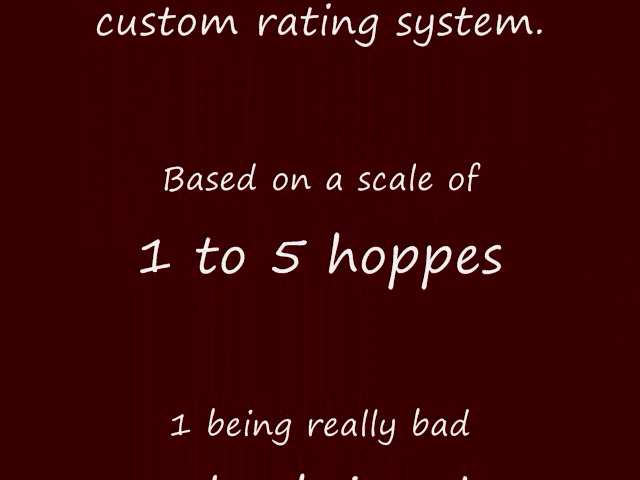 custom rating system.
Based on a scale of
1 to 5 hoppes
1 being really bad